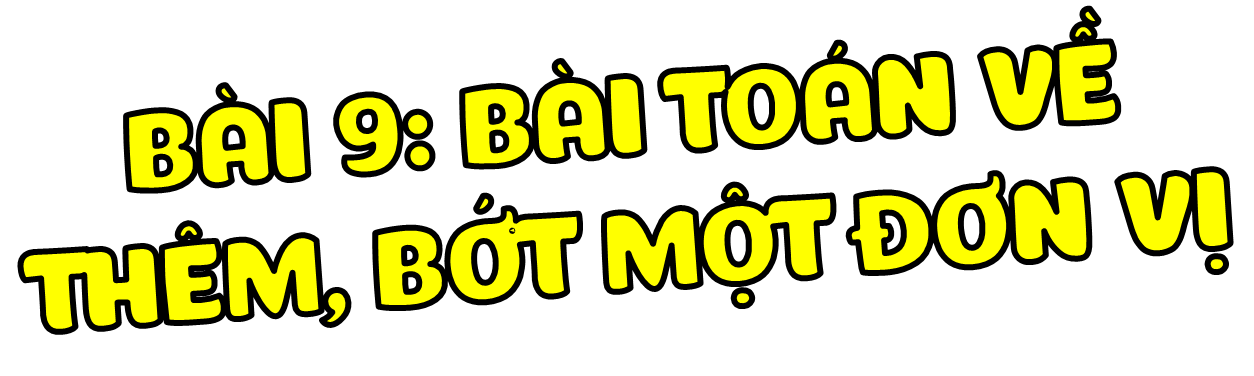 BÀI 9: BÀI TOÁN VỀ
THÊM, BỚT MỘT ĐƠN VỊ